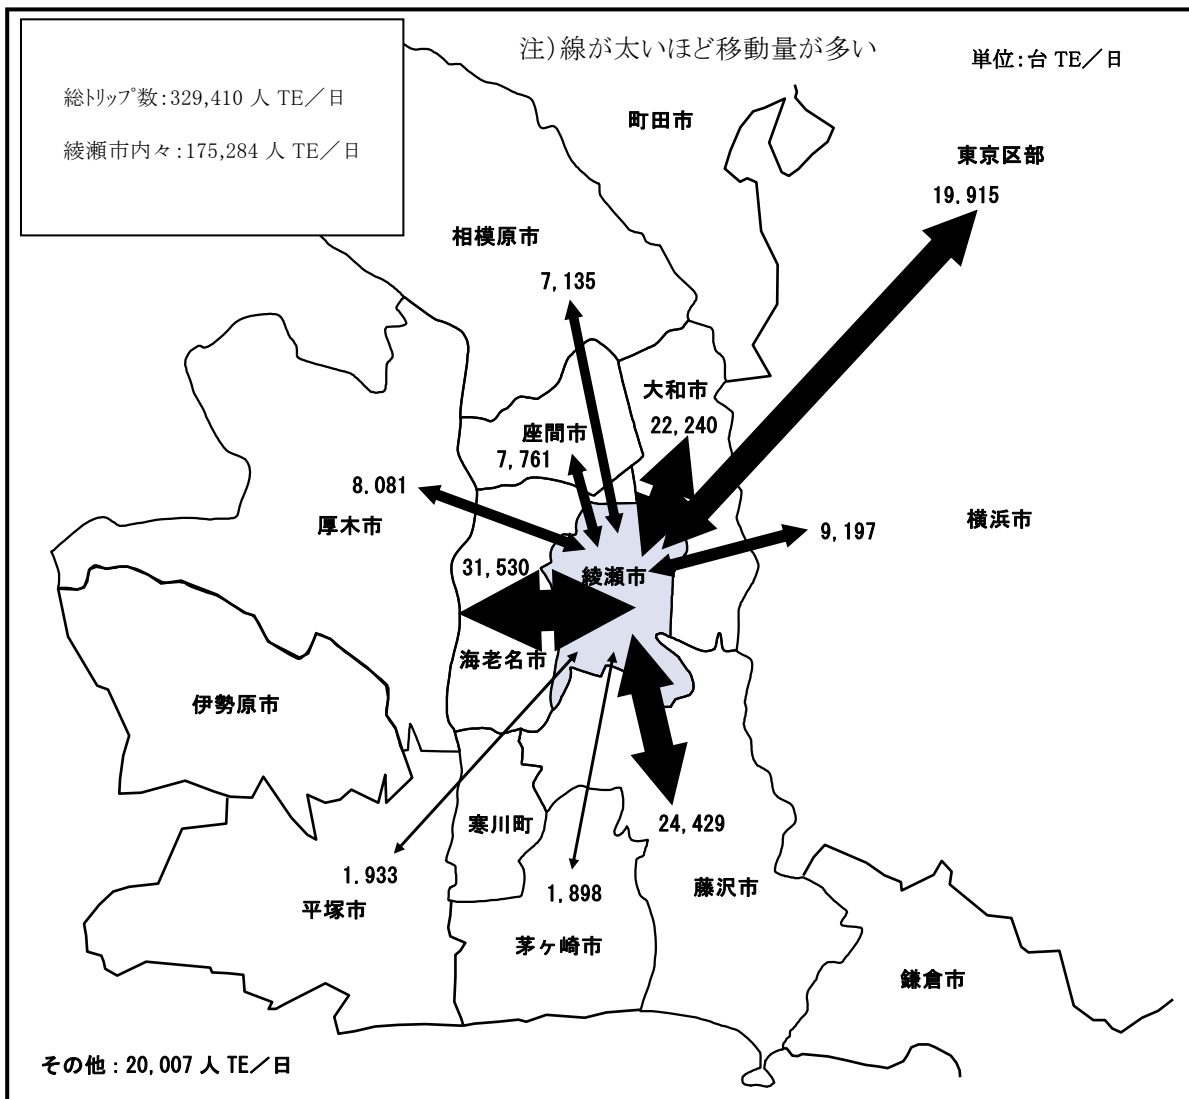 注)線が太いほど移動量が多い
単位:台 TE/日
総トリップ数:329,410 人 TE/日
綾瀬市内々:175,284 人 TE/日
町田市
東京区部
19.915
相模原市
7,135
大和市
22,240
座間市
7,761
8.081
厚木市
横浜市
9,197
31,530
綾瀬市
海老名市
伊勢原市
寒川町
24,429
1.933
平塚市
1,898
藤沢市
茅ヶ崎市
鎌倉市
その他:20,007 人 TE/日